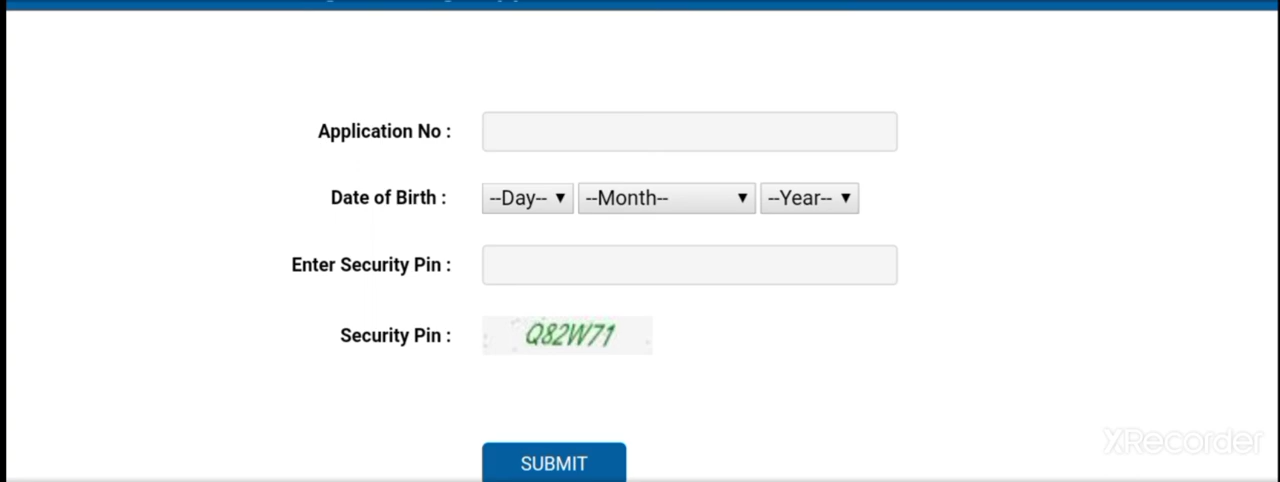 Application No :
Date of Birth : --Day-- --Month-- --Year--
Enter Security Pin :
Security Pin : Q82W71
SUBMIT
XRecorder